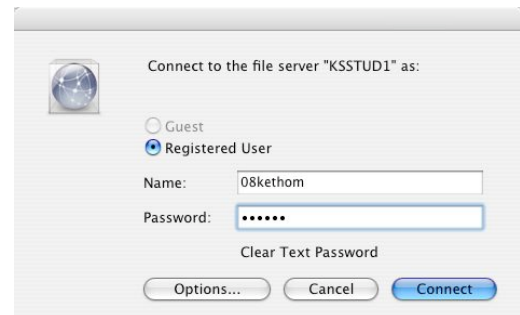 Connect to the file server "KSSTUD1" as:
Guest
Registered User
Name: 08kethom
Password: ••••••
Clear Text Password
Options... Cancel Connect